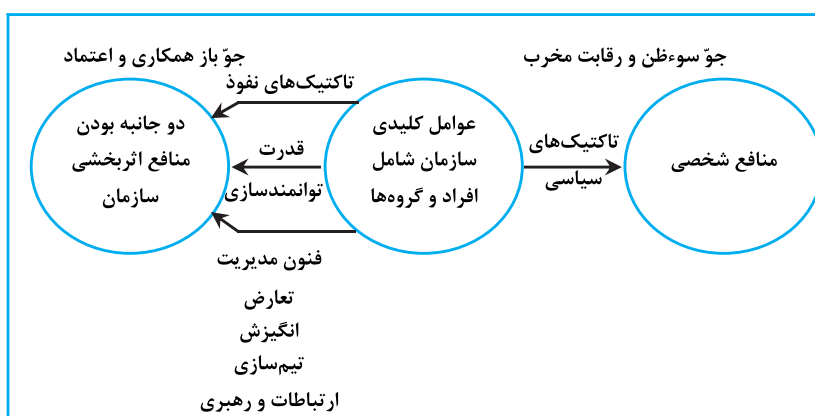 جوّ سوء‌ظن و رقابت مخرب
جوّ باز همکاری و اعتماد
منافع شخصی
تاکتیک‌های
سیاسی
عوامل کلیدی
سازمان شامل
افراد و گروه‌ها
تاکتیک‌های نفوذ
قدرت
توانمندسازی
دو جانبه بودن
منافع اثربخشی
سازمان
فنون مدیریت
تعارض
انگیزش
تیم‌سازی
ارتباطات و رهبری